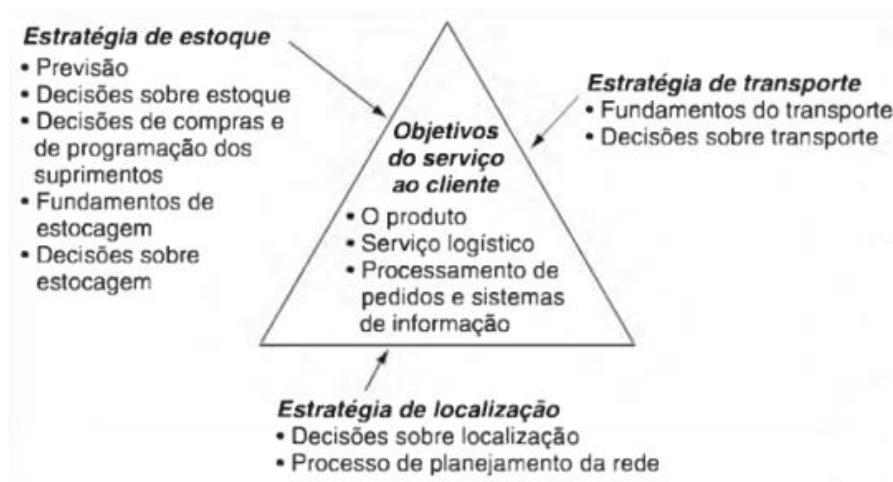 Estratégia de estoque
• Previsão
• Decisões sobre estoque
• Decisões de compras e
de programação dos
suprimentos
• Fundamentos de
estocagem
• Decisões sobre
estocagem
Objetivos
do serviço
ao cliente
• O produto
• Serviço logístico
• Processamento de
pedidos e sistemas
de informação
Estratégia de transporte
• Fundamentos do transporte
• Decisões sobre transporte
Estratégia de localização
• Decisões sobre localização
• Processo de planejamento da rede